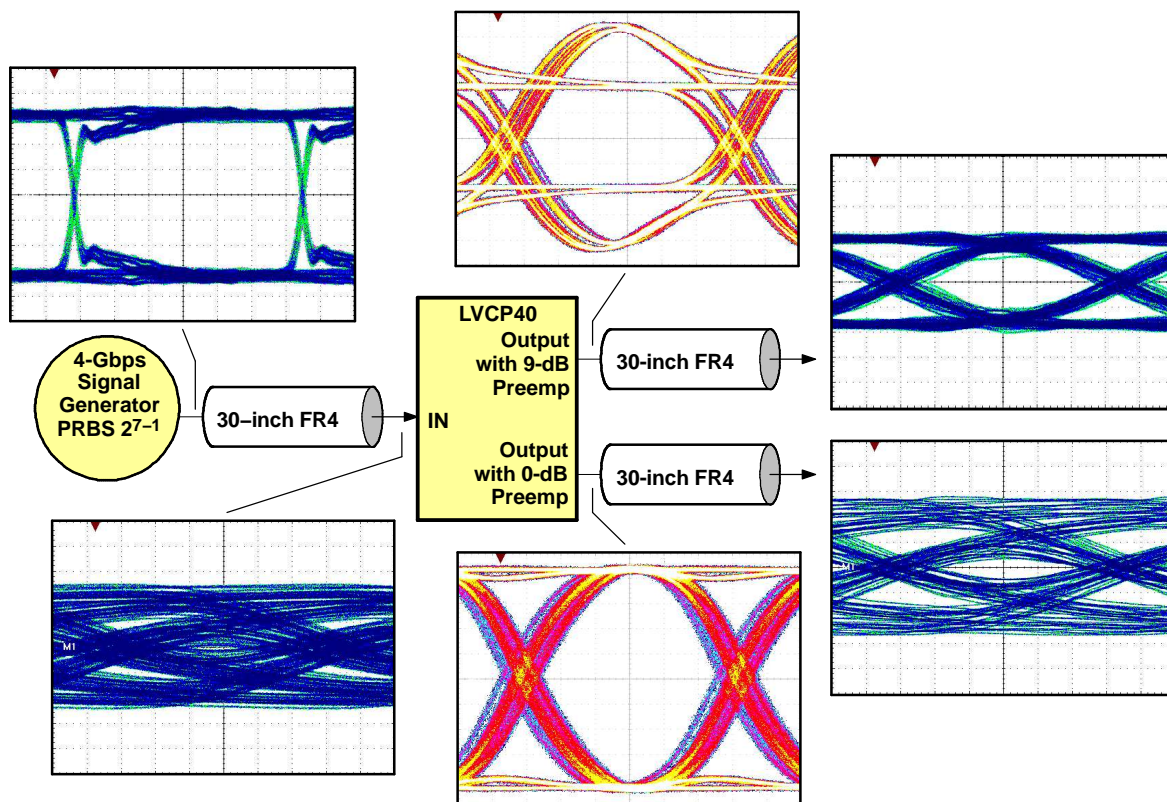 4-Gbps
Signal
Generator
PRBS 2⁷⁻¹
30–inch FR4
LVCP40
IN
Output
with 9-dB
Preemp
Output
with 0-dB
Preemp
30-inch FR4
30-inch FR4
M1
M1